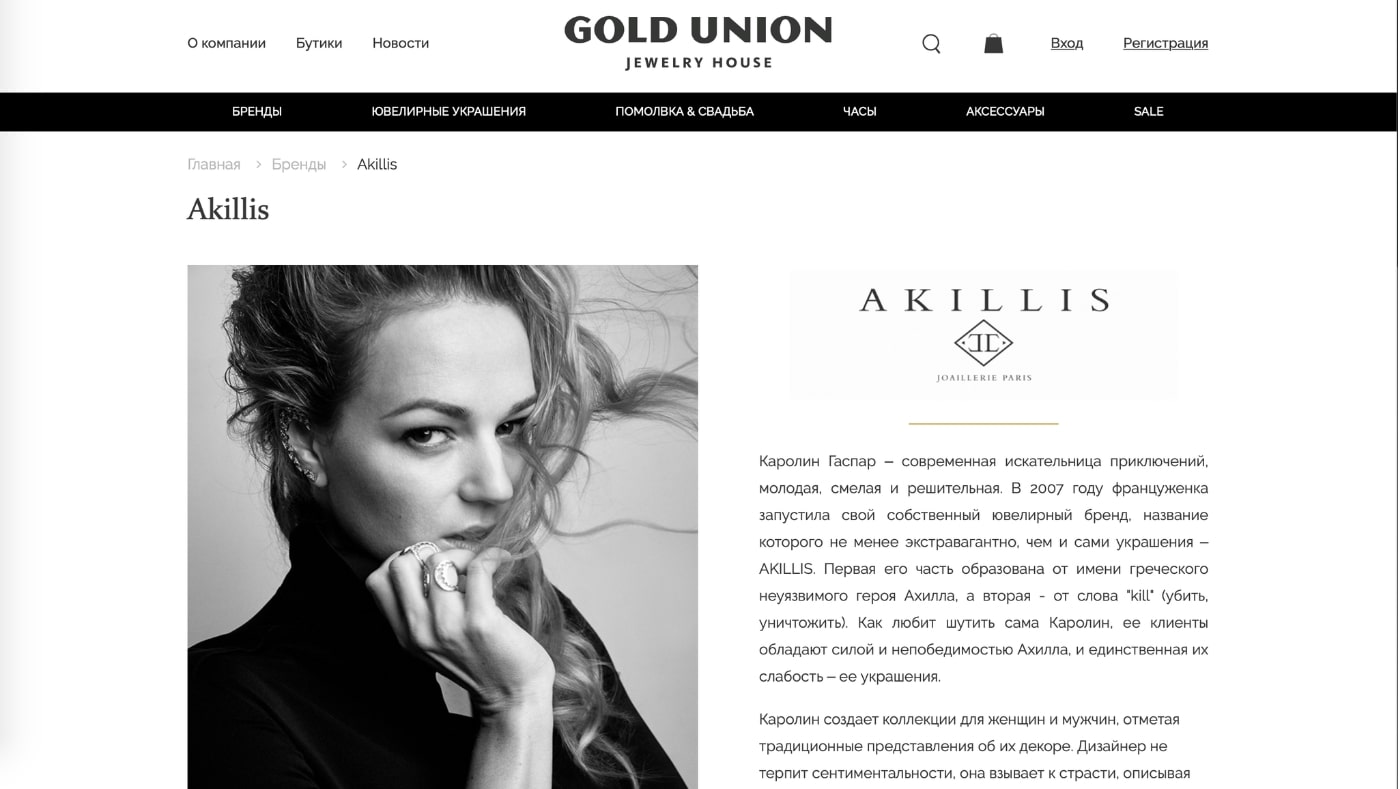 О компании Бутики Новости
GOLD UNION
JEWELRY HOUSE
Вход Регистрация
БРЕНДЫ ЮВЕЛИРНЫЕ УКРАШЕНИЯ ПОМОЛВКА & СВАДЬБА ЧАСЫ АКСЕССУАРЫ SALE
Главная > Бренды > Akillis
Akillis
AKILLIS
JOAILLERIE PARIS
Каролин Гаспар – современная искательница приключений,
молодая, смелая и решительная. В 2007 году француженка
запустила свой собственный ювелирный бренд, название
которого не менее экстравагантно, чем и сами украшения –
AKILLIS. Первая его часть образована от имени греческого
неуязвимого героя Ахилла, а вторая - от слова "kill" (убить,
уничтожить). Как любит шутить сама Каролин, ее клиенты
обладают силой и непобедимостью Ахилла, и единственная их
слабость – ее украшения.
Каролин создает коллекции для женщин и мужчин, отметая
традиционные представления об их декоре. Дизайнер не
терпит сентиментальности, она взывает к страсти, описывая